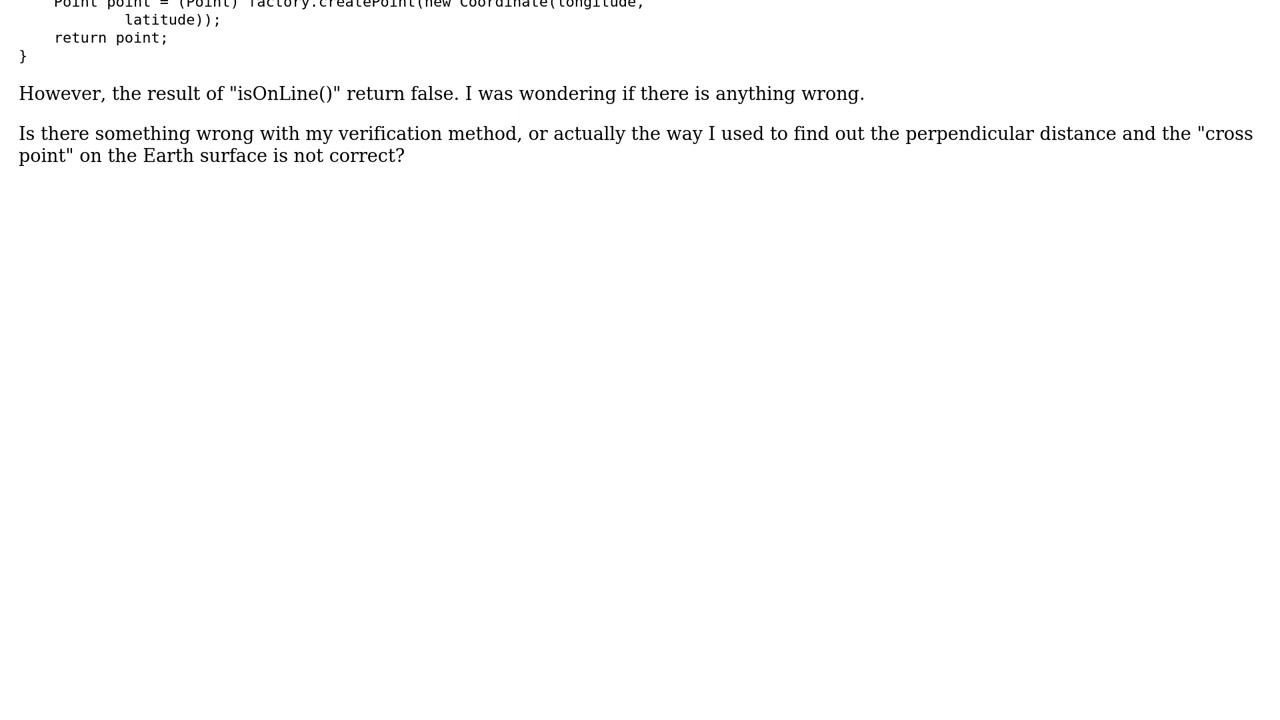 Point point = (Point) factory.createPoint(new Coordinate(longitude,
latitude));
return point;
}
However, the result of "isOnLine()" return false. I was wondering if there is anything wrong.
Is there something wrong with my verification method, or actually the way I used to find out the perpendicular distance and the "cross
point" on the Earth surface is not correct?